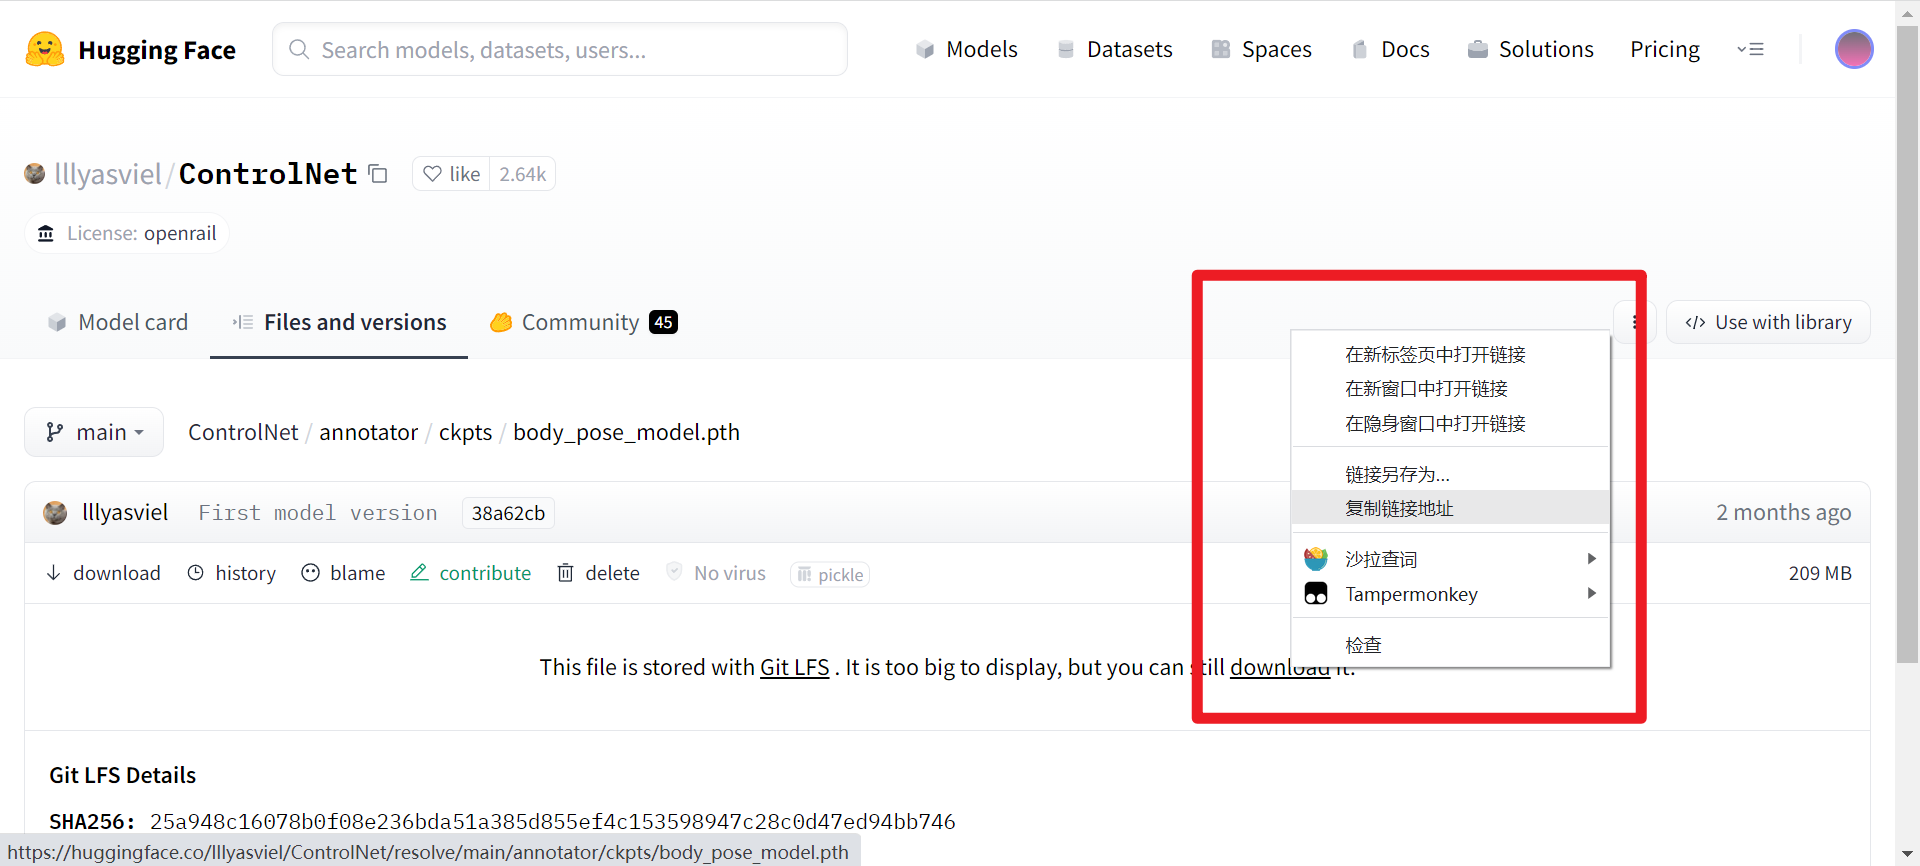 Hugging Face
Search models, datasets, users...
Models
Datasets
Spaces
Docs
Solutions
Pricing
lllyasviel/ControlNet
like 2.64k
License: openrail
Model card
Files and versions
Community 45
Use with library
在新标签页中打开链接
在新窗口中打开链接
在隐身窗口中打开链接
链接另存为...
复制链接地址
沙拉查词
Tampermonkey
检查
main
ControlNet / annotator / ckpts / body_pose_model.pth
lllyasviel First model version 38a62cb
2 months ago
download history blame contribute delete No virus pickle
209 MB
This file is stored with Git LFS . It is too big to display, but you can still download it.
Git LFS Details
SHA256: 25a948c16078b0f08e236bda51a385d855ef4c153598947c28c0d47ed94bb746
https://huggingface.co/lllyasviel/ControlNet/resolve/main/annotator/ckpts/body_pose_model.pth